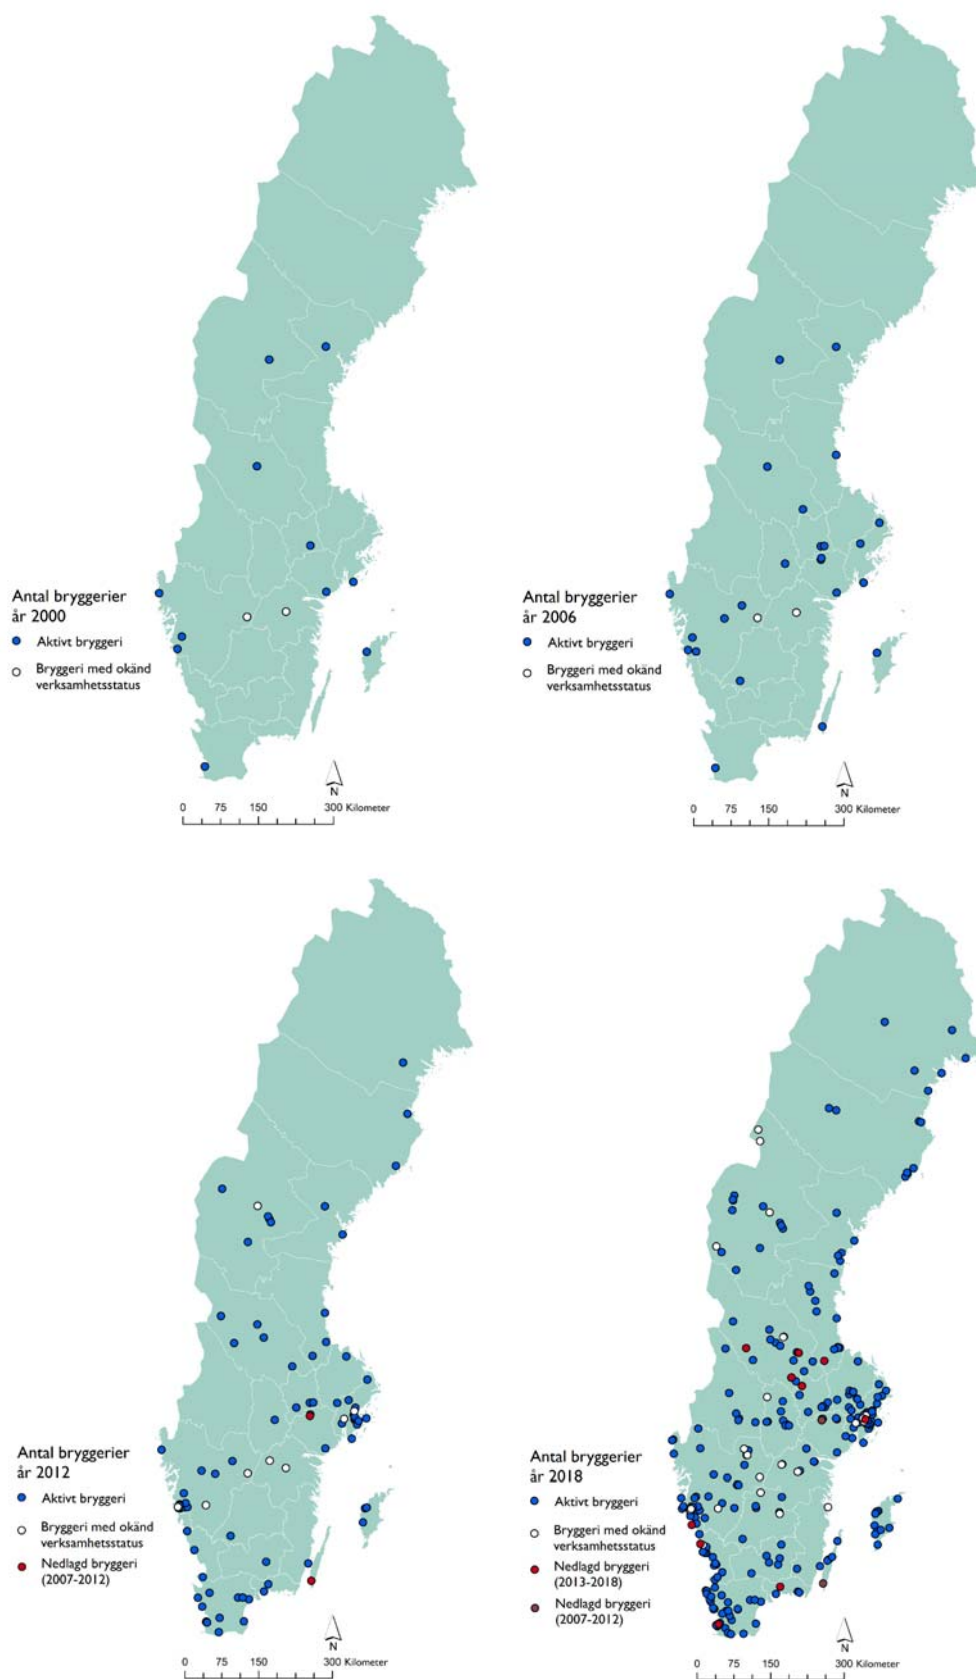 Antal bryggerier
år 2000
Aktivt bryggeri
Bryggeri med okänd
verksamhetsstatus
N
0 75 150 300 Kilometer
Antal bryggerier
år 2006
Aktivt bryggeri
Bryggeri med okänd
verksamhetsstatus
N
0 75 150 300 Kilometer
Antal bryggerier
år 2012
Aktivt bryggeri
Bryggeri med okänd
verksamhetsstatus
Nedlagd bryggeri
(2007-2012)
N
0 75 150 300 Kilometer
Antal bryggerier
år 2018
Aktivt bryggeri
Bryggeri med okänd
verksamhetsstatus
Nedlagd bryggeri
(2013-2018)
Nedlagd bryggeri
(2007-2012)
N
0 75 150 300 Kilometer